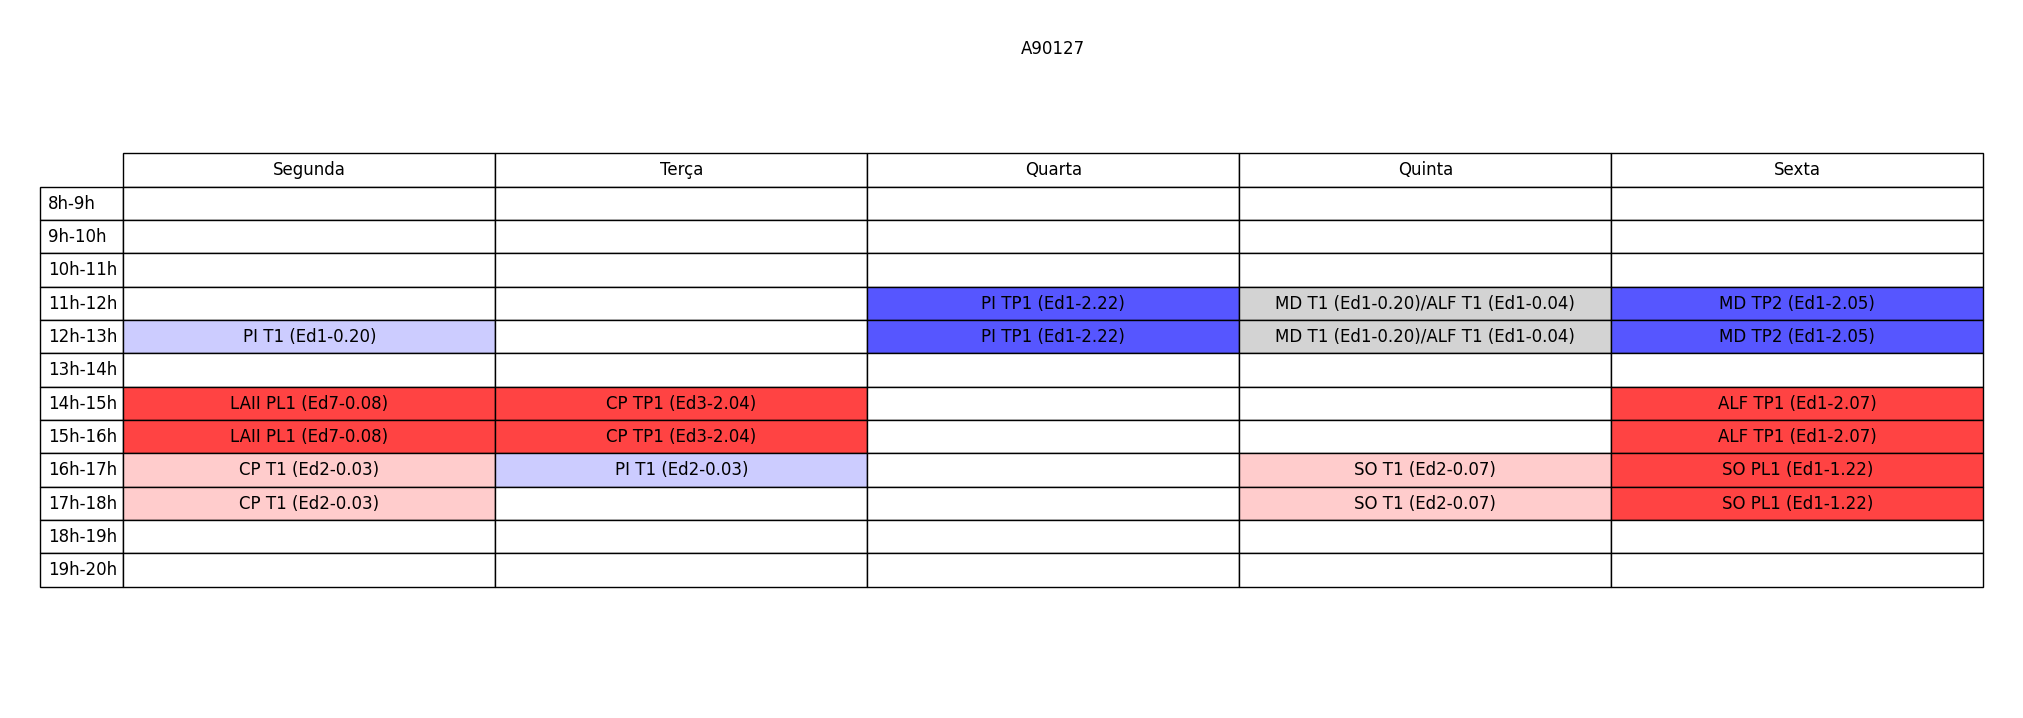 A90127
Segunda Terça Quarta Quinta Sexta
8h-9h
9h-10h
10h-11h
11h-12h PI TP1 (Ed1-2.22) MD T1 (Ed1-0.20)/ALF T1 (Ed1-0.04) MD TP2 (Ed1-2.05)
12h-13h PI T1 (Ed1-0.20) PI TP1 (Ed1-2.22) MD T1 (Ed1-0.20)/ALF T1 (Ed1-0.04) MD TP2 (Ed1-2.05)
13h-14h
14h-15h LAII PL1 (Ed7-0.08) CP TP1 (Ed3-2.04) ALF TP1 (Ed1-2.07)
15h-16h LAII PL1 (Ed7-0.08) CP TP1 (Ed3-2.04) ALF TP1 (Ed1-2.07)
16h-17h CP T1 (Ed2-0.03) PI T1 (Ed2-0.03) SO T1 (Ed2-0.07) SO PL1 (Ed1-1.22)
17h-18h CP T1 (Ed2-0.03) SO T1 (Ed2-0.07) SO PL1 (Ed1-1.22)
18h-19h
19h-20h